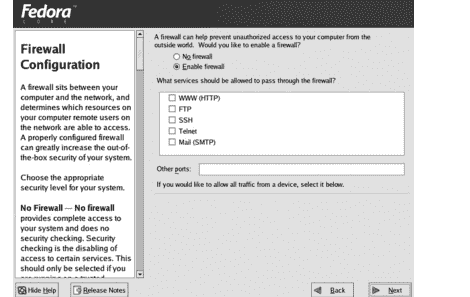 Fedora
CORE
Firewall
Configuration
A firewall sits between your
computer and the network, and
determines which resources on
your computer remote users on
the network are able to access.
A properly configured firewall
can greatly increase the out-of-
the-box security of your system.
Choose the appropriate
security level for your system.
No Firewall — No firewall
provides complete access to
your system and does no
security checking. Security
checking is the disabling of
access to certain services. This
should only be selected if you
Hide Help
Release Notes
A firewall can help prevent unauthorized access to your computer from the
outside world. Would you like to enable a firewall?
No firewall
Enable firewall
What services should be allowed to pass through the firewall?
WWW (HTTP)
FTP
SSH
Telnet
Mail (SMTP)
Other ports:
If you would like to allow all traffic from a device, select it below.
Back
Next